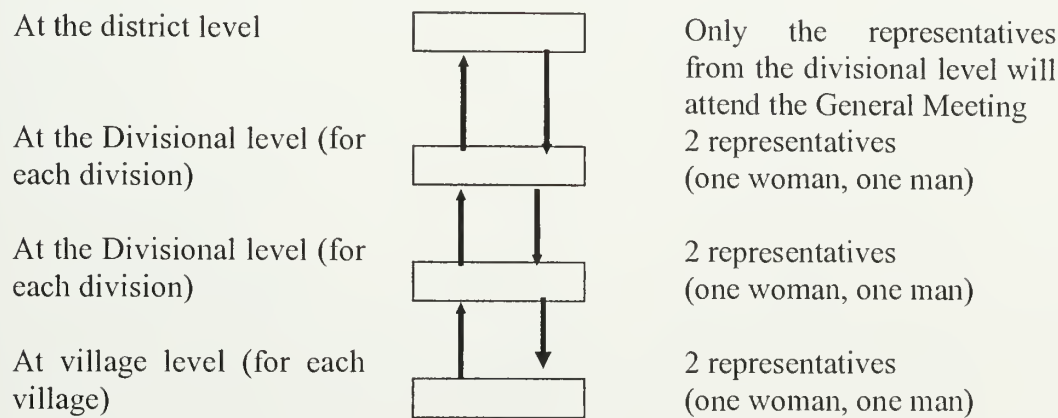 At the district level
Only the representatives
from the divisional level will
attend the General Meeting
At the Divisional level (for
each division)
2 representatives
(one woman, one man)
At the Divisional level (for
each division)
2 representatives
(one woman, one man)
At village level (for each
village)
2 representatives
(one woman, one man)